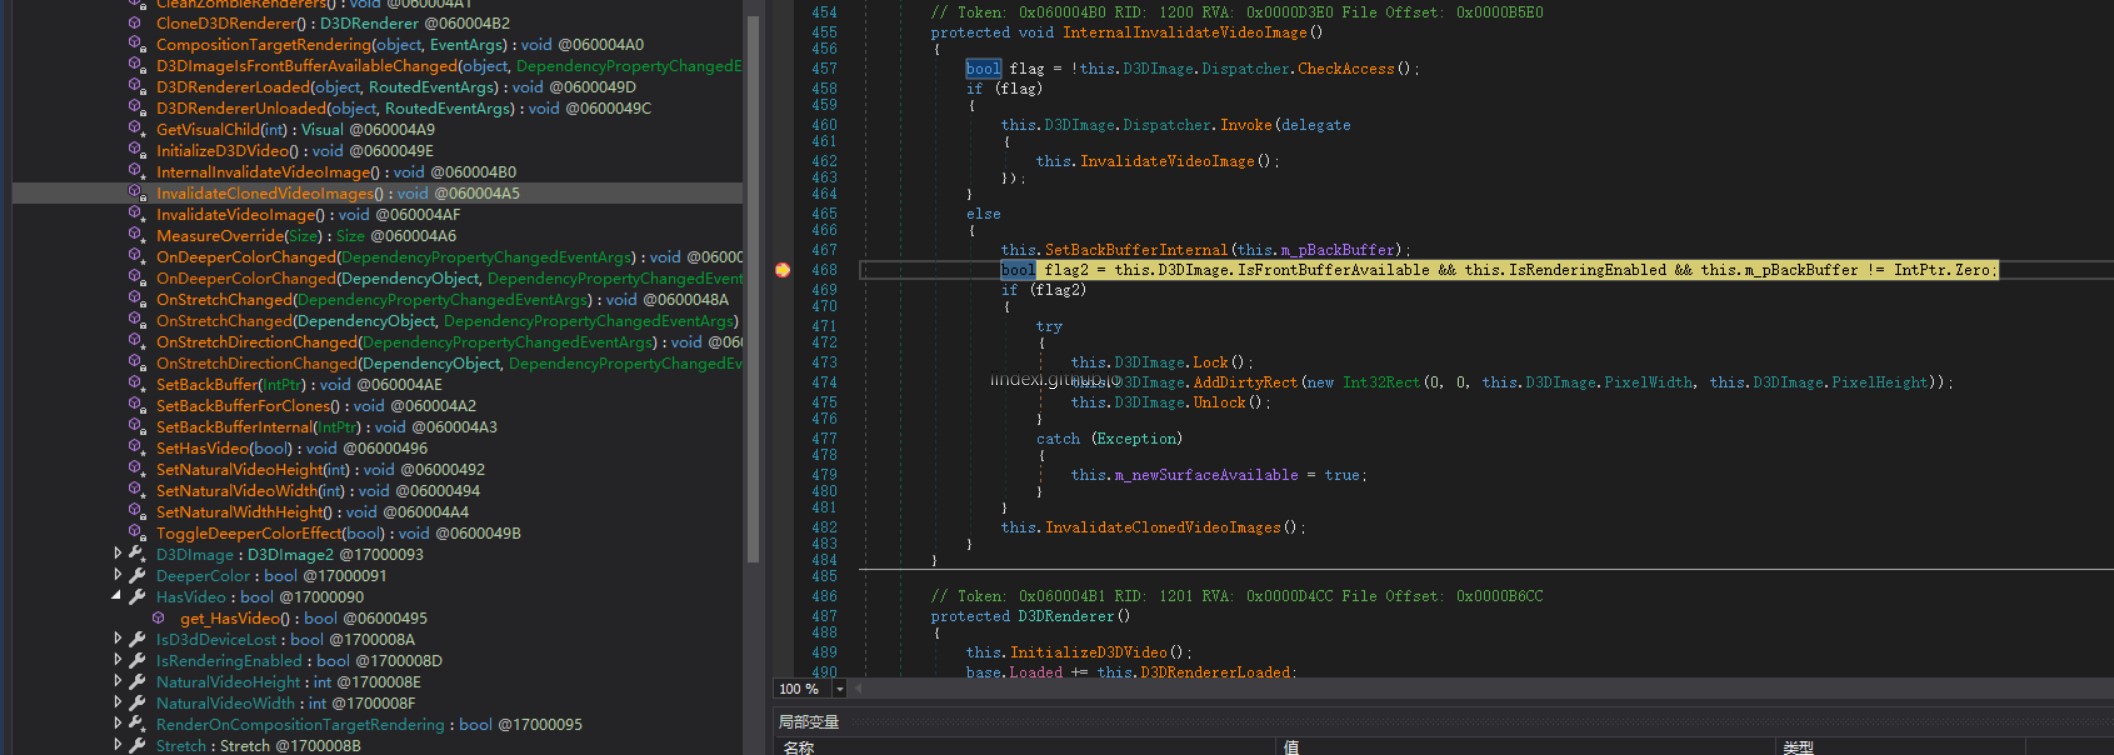 CleanZombieRenderers() : void @060004A1
CloneD3DRenderer() : D3DRenderer @060004B2
CompositionTargetRendering(object, EventArgs) : void @060004A0
D3DImageIsFrontBufferAvailableChanged(object, DependencyPropertyChangedE
D3DRendererLoaded(object, RoutedEventArgs) : void @0600049D
D3DRendererUnloaded(object, RoutedEventArgs) : void @0600049C
GetVisualChild(int) : Visual @060004A9
InitializeD3DVideo() : void @0600049E
InternalInvalidateVideoImage() : void @060004B0
InvalidateClonedVideoImages() : void @060004A5
InvalidateVideoImage() : void @060004AF
MeasureOverride(Size) : Size @060004A6
OnDeeperColorChanged(DependencyPropertyChangedEventArgs) : void @06000
OnDeeperColorChanged(DependencyObject, DependencyPropertyChangedEvent
OnStretchChanged(DependencyPropertyChangedEventArgs) : void @0600048A
OnStretchChanged(DependencyObject, DependencyPropertyChangedEventArgs)
OnStretchDirectionChanged(DependencyPropertyChangedEventArgs) : void @06
OnStretchDirectionChanged(DependencyObject, DependencyPropertyChangedEv
SetBackBuffer(IntPtr) : void @060004AE
SetBackBufferForClones() : void @060004A2
SetBackBufferInternal(IntPtr) : void @060004A3
SetHasVideo(bool) : void @06000496
SetNaturalVideoHeight(int) : void @06000492
SetNaturalVideoWidth(int) : void @06000494
SetNaturalWidthHeight() : void @060004A4
ToggleDeeperColorEffect(bool) : void @0600049B
D3DImage : D3DImage2 @17000093
DeeperColor : bool @17000091
HasVideo : bool @17000090
get_HasVideo() : bool @06000495
IsD3dDeviceLost : bool @1700008A
IsRenderingEnabled : bool @1700008D
NaturalVideoHeight : int @1700008E
NaturalVideoWidth : int @1700008F
RenderOnCompositionTargetRendering : bool @17000095
Stretch : Stretch @1700008B
454 // Token: 0x060004B0 RID: 1200 RVA: 0x0000D3E0 File Offset: 0x0000B5E0
455 protected void InternalInvalidateVideoImage()
456 {
457 bool flag = !this.D3DImage.Dispatcher.CheckAccess();
458 if (flag)
459 {
460 this.D3DImage.Dispatcher.Invoke(delegate
461 {
462 this.InvalidateVideoImage();
463 });
464 }
465 else
466 {
467 this.SetBackBufferInternal(this.m_pBackBuffer);
468 bool flag2 = this.D3DImage.IsFrontBufferAvailable && this.IsRenderingEnabled && this.m_pBackBuffer != IntPtr.Zero;
469 if (flag2)
470 {
471 try
472 {
473 this.D3DImage.Lock();
474 this.D3DImage.AddDirtyRect(new Int32Rect(0, 0, this.D3DImage.PixelWidth, this.D3DImage.PixelHeight));
475 this.D3DImage.Unlock();
476 }
477 catch (Exception)
478 {
479 this.m_newSurfaceAvailable = true;
480 }
481 }
482 this.InvalidateClonedVideoImages();
483 }
484 }
485
486 // Token: 0x060004B1 RID: 1201 RVA: 0x0000D4CC File Offset: 0x0000B6CC
487 protected D3DRenderer()
488 {
489 this.InitializeD3DVideo();
490 base.Loaded += this.D3DRendererLoaded;
lindexi.github.io
100 %
局部变量
名称 值 类型